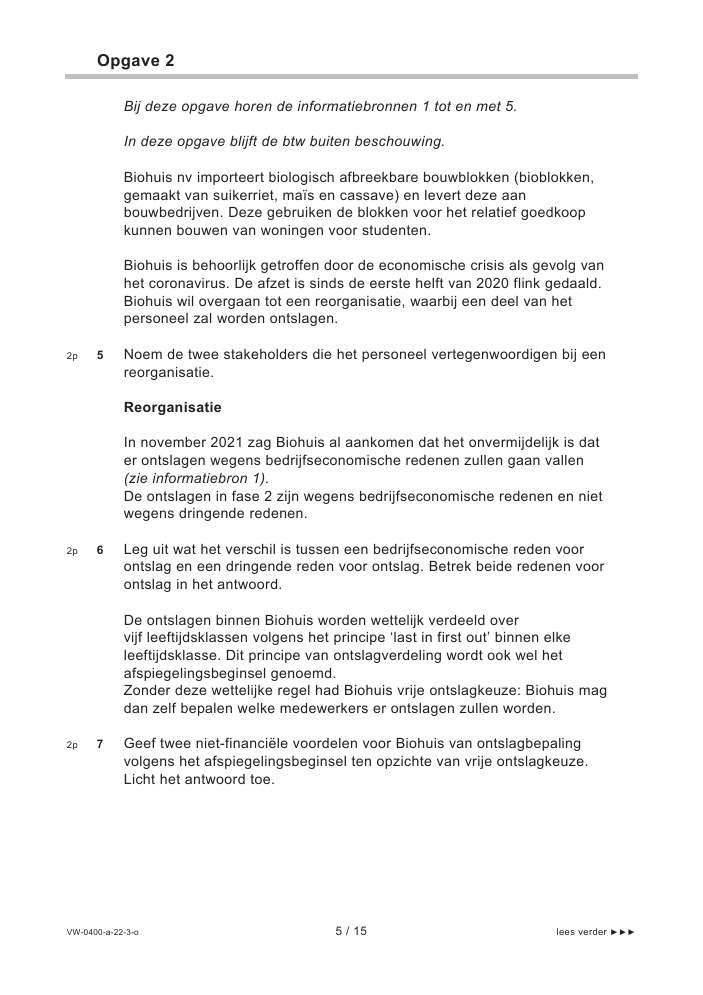 Opgave 2
Bij deze opgave horen de informatiebronnen 1 tot en met 5.
In deze opgave blijft de btw buiten beschouwing.
Biohuis nv importeert biologisch afbreekbare bouwblokken (bioblokken,
gemaakt van suikerriet, maïs en cassave) en levert deze aan
bouwbedrijven. Deze gebruiken de blokken voor het relatief goedkoop
kunnen bouwen van woningen voor studenten.
Biohuis is behoorlijk getroffen door de economische crisis als gevolg van
het coronavirus. De afzet is sinds de eerste helft van 2020 flink gedaald.
Biohuis wil overgaan tot een reorganisatie, waarbij een deel van het
personeel zal worden ontslagen.
2p 5 Noem de twee stakeholders die het personeel vertegenwoordigen bij een
reorganisatie.
Reorganisatie
In november 2021 zag Biohuis al aankomen dat het onvermijdelijk is dat
er ontslagen wegens bedrijfseconomische redenen zullen gaan vallen
(zie informatiebron 1).
De ontslagen in fase 2 zijn wegens bedrijfseconomische redenen en niet
wegens dringende redenen.
2p 6 Leg uit wat het verschil is tussen een bedrijfseconomische reden voor
ontslag en een dringende reden voor ontslag. Betrek beide redenen voor
ontslag in het antwoord.
De ontslagen binnen Biohuis worden wettelijk verdeeld over
vijf leeftijdsklassen volgens het principe ‘last in first out’ binnen elke
leeftijdsklasse. Dit principe van ontslagverdeling wordt ook wel het
afspiegelingsbeginsel genoemd.
Zonder deze wettelijke regel had Biohuis vrije ontslagkeuze: Biohuis mag
dan zelf bepalen welke medewerkers er ontslagen zullen worden.
2p 7 Geef twee niet-financiële voordelen voor Biohuis van ontslagbepaling
volgens het afspiegelingsbeginsel ten opzichte van vrije ontslagkeuze.
Licht het antwoord toe.
VW-0400-a-22-3-o 5 / 15 lees verder ►►►